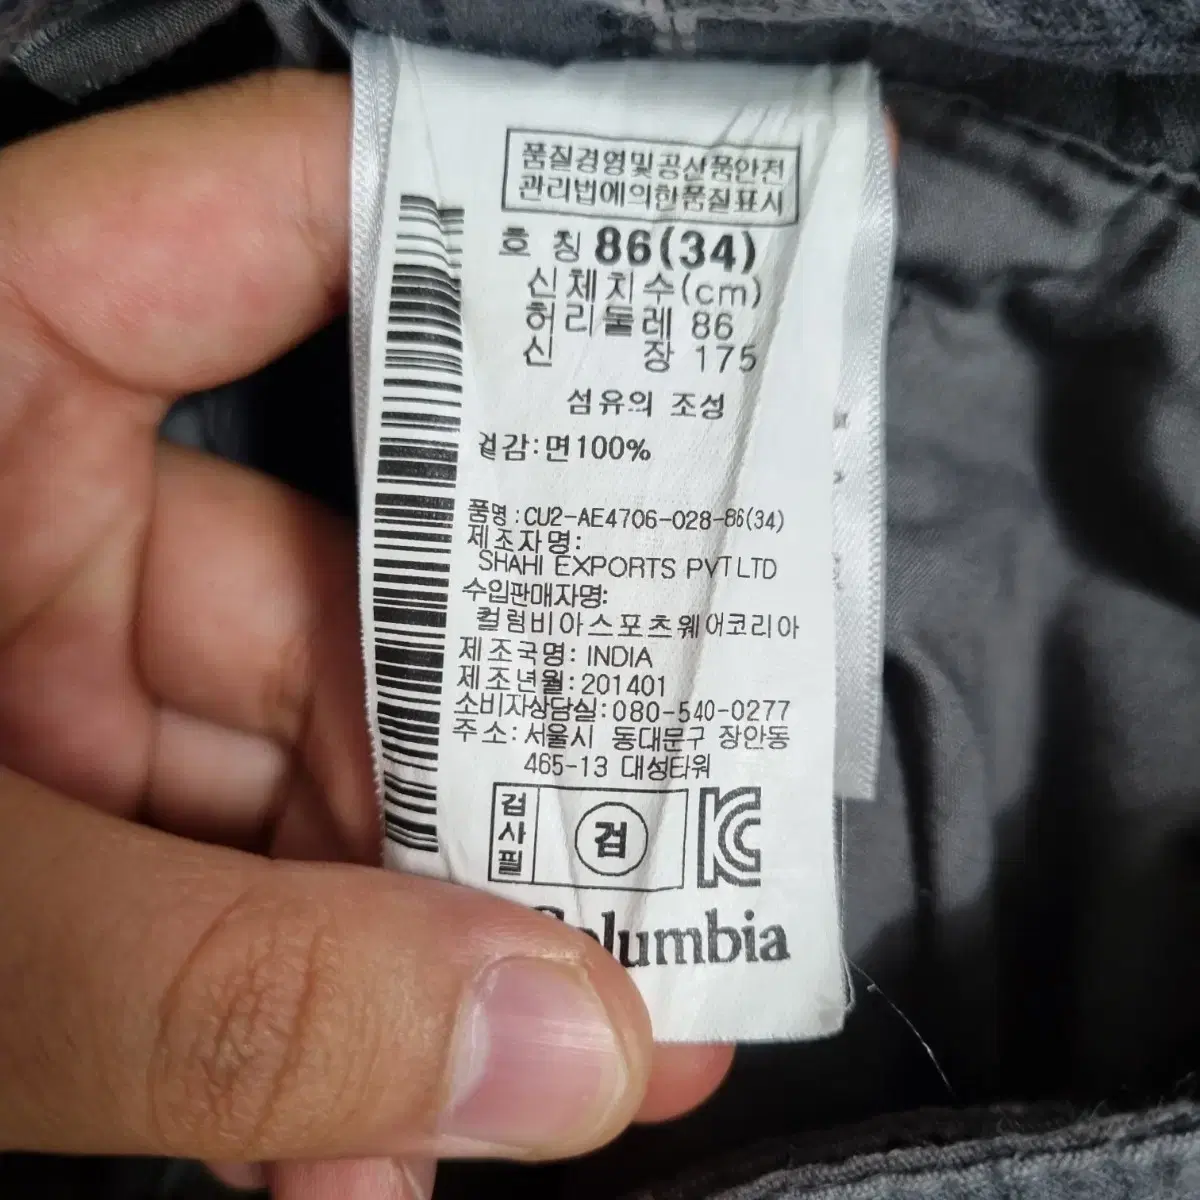 품질경영및공산품안전
관리법에의한품질표시
호 칭 86(34)
신체치수(cm)
허리둘레 86
신 장 175
섬유의 조성
겉감:면100%
품명:CU2-AE4706-028-86(34)
제조자명:
SHAHI EXPORTS PVTLTD
수입판매자명:
컬럼비아스포츠웨어코리아
제조국명: INDIA
제조년월:201401
소비자상담실:080-540-0277
주 소:서울시 동대문구 장안동
465-13 대성타워
검사필
검
KC
Columbia